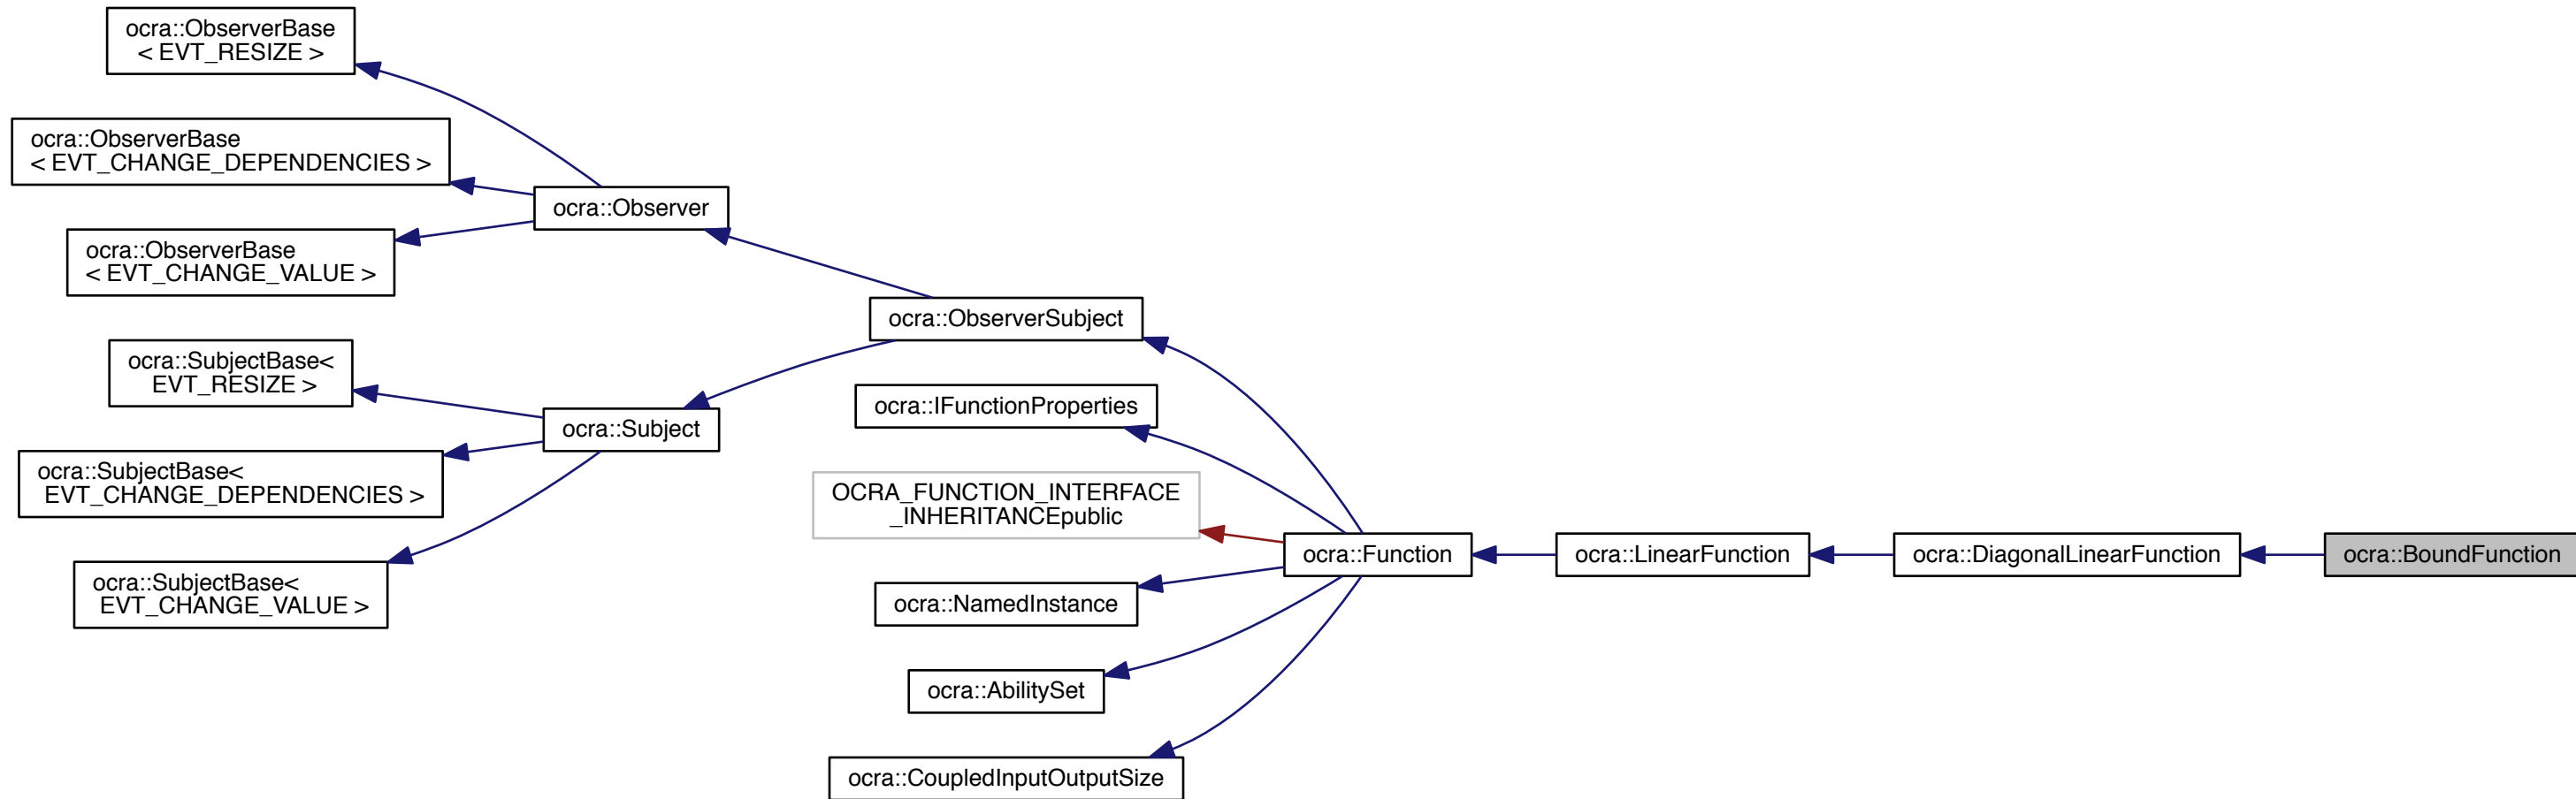 ocra::ObserverBase
< EVT_RESIZE >
ocra::ObserverBase
< EVT_CHANGE_DEPENDENCIES >
ocra::Observer
ocra::ObserverBase
< EVT_CHANGE_VALUE >
ocra::ObserverSubject
ocra::SubjectBase<
EVT_RESIZE >
ocra::IFunctionProperties
ocra::Subject
ocra::SubjectBase<
EVT_CHANGE_DEPENDENCIES >
OCRA_FUNCTION_INTERFACE
_INHERITANCEpublic
ocra::Function
ocra::LinearFunction
ocra::DiagonalLinearFunction
ocra::BoundFunction
ocra::SubjectBase<
EVT_CHANGE_VALUE >
ocra::NamedInstance
ocra::AbilitySet
ocra::CoupledInputOutputSize